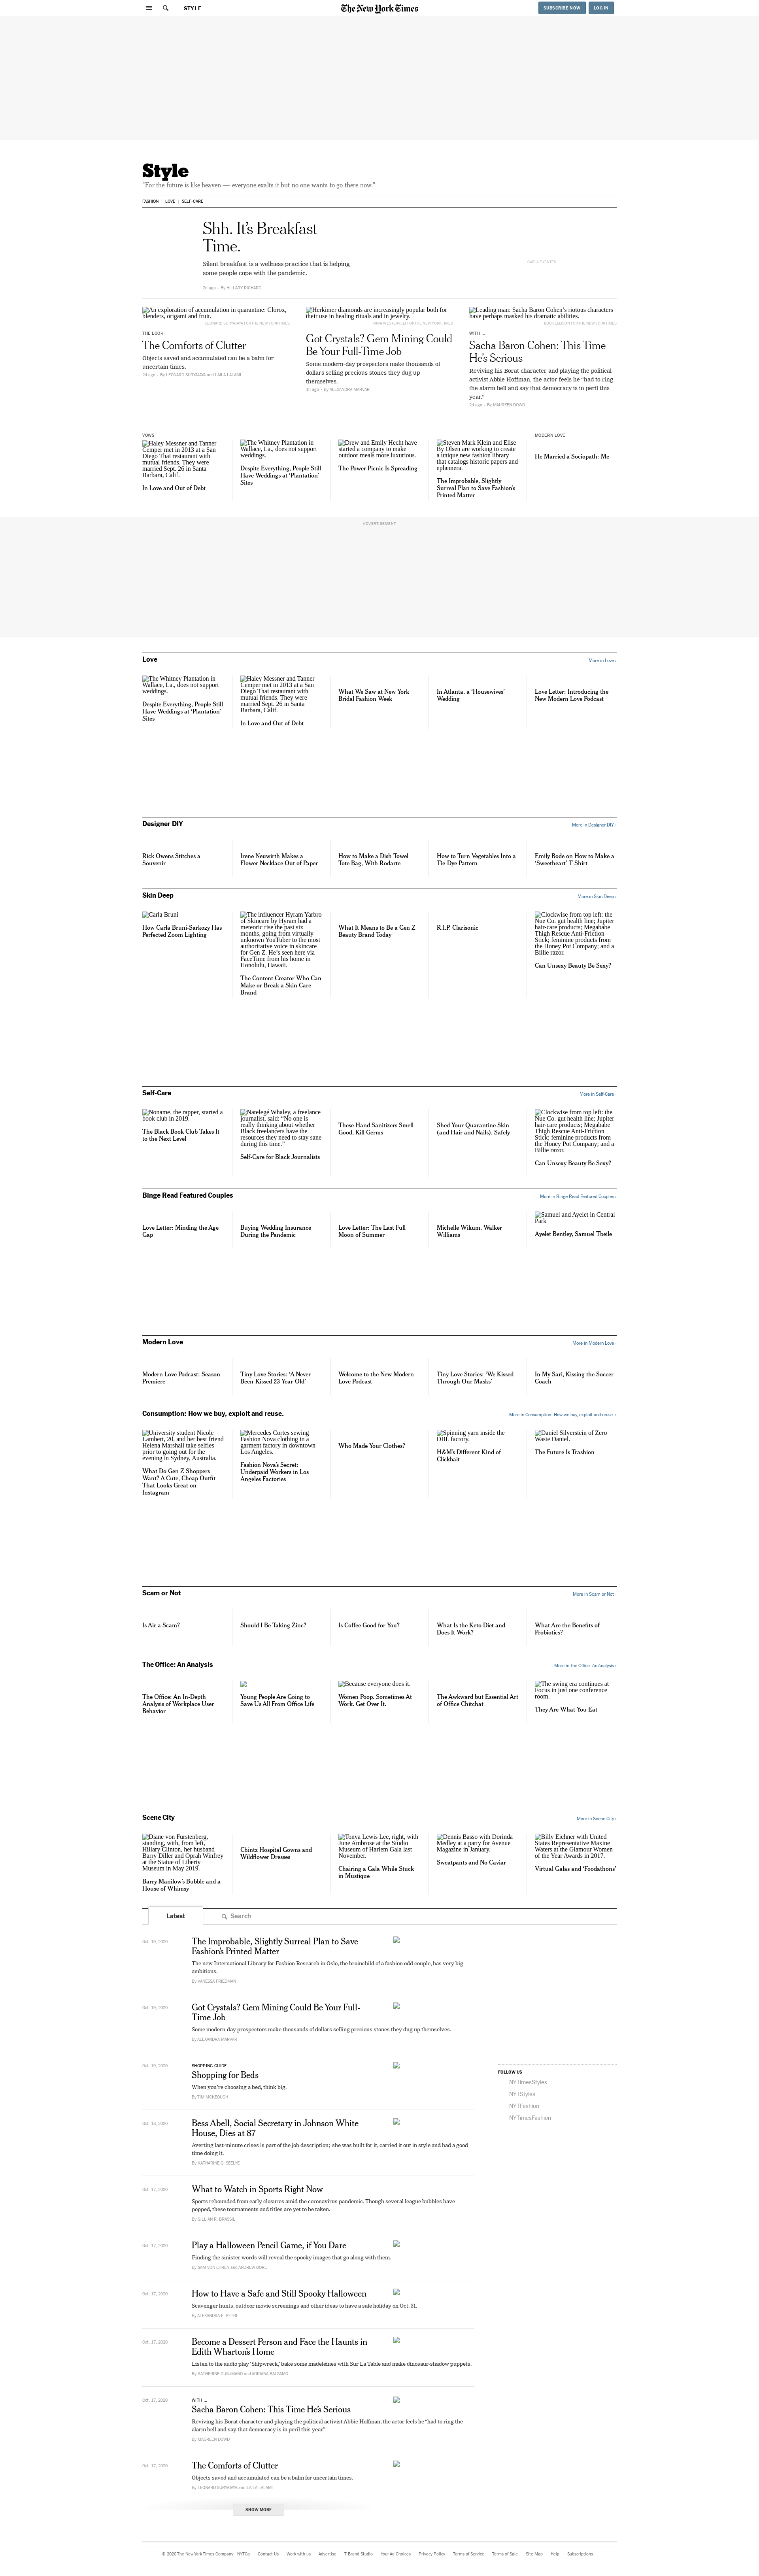 STYLE
The New York Times
SUBSCRIBE NOW
LOG IN
Style
"For the future is like heaven — everyone exalts it but no one wants to go there now."
FASHION
LOVE
SELF-CARE
Shh. It's Breakfast
Time.
Silent breakfast is a wellness practice that is helping
some people cope with the pandemic.
2d ago · By HILLARY RICHARD
CARLA FUENTES
An exploration of accumulation in quarantine: Clorox,
blenders, origami and fruit.
LEONARD SURYAJAYA FOR THE NEW YORK TIMES
THE LOOK
The Comforts of Clutter
Objects saved and accumulated can be a balm for
uncertain times.
2d ago · By LEONARD SURYAJAYA and LAILA LALAMI
Herkimer diamonds are increasingly popular both for
their use in healing rituals and in jewelry.
Got Crystals? Gem Mining Could
Be Your Full-Time Job
Some modern-day prospectors make thousands of
dollars selling precious stones they dug up
themselves.
2d ago · By ALEXANDRA MARVAR
Leading man: Sacha Baron Cohen's riotous characters
have perhaps masked his dramatic abilities.
BUCK ELLISON FOR THE NEW YORK TIMES
WITH ...
Sacha Baron Cohen: This Time
He's Serious
Reviving his Borat character and playing the political
activist Abbie Hoffman, the actor feels he "had to ring
the alarm bell and say that democracy is in peril this
year."
2d ago · By MAUREEN DOWD
VOWS
Haley Messner and Tanner
Cemper met in 2013 at a San
Diego Thai restaurant with
mutual friends. They were
married Sept. 26 in Santa
Barbara, Calif.
In Love and Out of Debt
The Whitney Plantation in
Wallace, La., does not support
weddings.
Despite Everything, People Still
Have Weddings at 'Plantation'
Sites
Drew and Emily Hecht have
started a company to make
outdoor meals more luxurious.
The Power Picnic Is Spreading
Steven Mark Klein and Elise
By Olsen are working to create
a unique new fashion library
that catalogs historic papers and
ephemera.
The Improbable, Slightly
Surreal Plan to Save Fashion's
Printed Matter
MODERN LOVE
He Married a Sociopath: Me
ADVERTISEMENT
Love
More in Love ›
The Whitney Plantation in
Wallace, La., does not support
weddings.
Despite Everything, People Still
Have Weddings at 'Plantation'
Sites
Haley Messner and Tanner
Cemper met in 2013 at a San
Diego Thai restaurant with
mutual friends. They were
married Sept. 26 in Santa
Barbara, Calif.
In Love and Out of Debt
What We Saw at New York
Bridal Fashion Week
In Atlanta, a 'Housewives'
Wedding
Love Letter: Introducing the
New Modern Love Podcast
Designer DIY
More in Designer DIY ›
Rick Owens Stitches a
Souvenir
Irene Neuwirth Makes a
Flower Necklace Out of Paper
How to Make a Dish Towel
Tote Bag, With Rodarte
How to Turn Vegetables Into a
Tie-Dye Pattern
Emily Bode on How to Make a
'Sweetheart' T-Shirt
Skin Deep
More in Skin Deep ›
Carla Bruni
How Carla Bruni-Sarkozy Has
Perfected Zoom Lighting
The influencer Hyram Yarbro
of Skincare by Hyram had a
meteoric rise the past six
months, going from virtually
unknown YouTuber to the most
authoritative voice in skincare
for Gen Z. He's seen here via
FaceTime from his home in
Honolulu, Hawaii.
The Content Creator Who Can
Make or Break a Skin Care
Brand
What It Means to Be a Gen Z
Beauty Brand Today
R.I.P. Clarisonic
Clockwise from top left: the
Nue Co. gut health line; Jupiter
hair-care products; Megababe
Thigh Rescue Anti-Friction
Stick; feminine products from
the Honey Pot Company; and a
Billie razor.
Can Unsexy Beauty Be Sexy?
Self-Care
More in Self-Care ›
Noname, the rapper, started a
book club in 2019.
The Black Book Club Takes It
to the Next Level
Natelegé Whaley, a freelance
journalist, said: "No one is
really thinking about whether
Black freelancers have the
resources they need to stay sane
during this time."
Self-Care for Black Journalists
These Hand Sanitizers Smell
Good, Kill Germs
Shed Your Quarantine Skin
(and Hair and Nails), Safely
Clockwise from top left: the
Nue Co. gut health line; Jupiter
hair-care products; Megababe
Thigh Rescue Anti-Friction
Stick; feminine products from
the Honey Pot Company; and a
Billie razor.
Can Unsexy Beauty Be Sexy?
Binge Read Featured Couples
More in Binge Read Featured Couples ›
Love Letter: Minding the Age
Gap
Buying Wedding Insurance
During the Pandemic
Love Letter: The Last Full
Moon of Summer
Michelle Wikum, Walker
Williams
Samuel and Ayelet in Central
Park
Ayelet Bentley, Samuel Theile
Modern Love
More in Modern Love ›
Modern Love Podcast: Season
Premiere
Tiny Love Stories: 'A Never-
Been-Kissed 23-Year-Old'
Welcome to the New Modern
Love Podcast
Tiny Love Stories: 'We Kissed
Through Our Masks'
In My Sari, Kissing the Soccer
Coach
Consumption: How we buy, exploit and reuse.
More in Consumption: How we buy, exploit and reuse. ›
University student Nicole
Lambert, 20, and her best friend
Helena Marshall take selfies
prior to going out for the
evening in Sydney, Australia.
What Do Gen Z Shoppers
Want? A Cute, Cheap Outfit
That Looks Great on
Instagram
Mercedes Cortes sewing
Fashion Nova clothing in a
garment factory in downtown
Los Angeles.
Fashion Nova's Secret:
Underpaid Workers in Los
Angeles Factories
Who Made Your Clothes?
Spinning yarn inside the
DBL factory.
H&M's Different Kind of
Clickbait
Daniel Silverstein of Zero
Waste Daniel.
The Future Is Trashion
Scam or Not
More in Scam or Not ›
Is Air a Scam?
Should I Be Taking Zinc?
Is Coffee Good for You?
What Is the Keto Diet and
Does It Work?
What Are the Benefits of
Probiotics?
The Office: An Analysis
More in The Office: An Analysis ›
The Office: An In-Depth
Analysis of Workplace User
Behavior
Young People Are Going to
Save Us All From Office Life
Because everyone does it.
Women Poop. Sometimes At
Work. Get Over It.
The Awkward but Essential Art
of Office Chitchat
The swing era continues at
Focus in just one conference
room.
They Are What You Eat
Scene City
More in Scene City ›
Diane von Furstenberg,
standing, with, from left,
Hillary Clinton, her husband
Barry Diller and Oprah Winfrey
at the Statue of Liberty
Museum in May 2019.
Barry Manilow's Bubble and a
House of Whimsy
Chintz Hospital Gowns and
Wildflower Dresses
Tonya Lewis Lee, right, with
June Ambrose at the Studio
Museum of Harlem Gala last
November.
Chairing a Gala While Stuck
in Mustique
Dennis Basso with Dorinda
Medley at a party for Avenue
Magazine in January.
Sweatpants and No Caviar
Billy Eichner with United
States Representative Maxine
Waters at the Glamour Women
of the Year Awards in 2017.
Virtual Galas and 'Foodathons'
Latest
Search
Oct. 19, 2020
The Improbable, Slightly Surreal Plan to Save
Fashion's Printed Matter
The new International Library for Fashion Research in Oslo, the brainchild of a fashion odd couple, has very big
ambitions.
By VANESSA FRIEDMAN
Oct. 19, 2020
Got Crystals? Gem Mining Could Be Your Full-
Time Job
Some modern-day prospectors make thousands of dollars selling precious stones they dug up themselves.
By ALEXANDRA MARVAR
Oct. 19, 2020
SHOPPING GUIDE
Shopping for Beds
When you're choosing a bed, think big.
By TIM MCKEOUGH
Oct. 18, 2020
Bess Abell, Social Secretary in Johnson White
House, Dies at 87
Averting last-minute crises is part of the job description; she was built for it, carried it out in style and had a good
time doing it.
By KATHARINE Q. SEELYE
Oct. 17, 2020
What to Watch in Sports Right Now
Sports rebounded from early closures amid the coronavirus pandemic. Though several league bubbles have
popped, these tournaments and titles are yet to be taken.
By GILLIAN R. BRASSIL
Oct. 17, 2020
Play a Halloween Pencil Game, if You Dare
Finding the sinister words will reveal the spooky images that go along with them.
By SAM VON EHREN and ANDREW DIXIE
Oct. 17, 2020
How to Have a Safe and Still Spooky Halloween
Scavenger hunts, outdoor movie screenings and other ideas to have a safe holiday on Oct. 31.
By ALEXANDRA E. PETRI
Oct. 17, 2020
Become a Dessert Person and Face the Haunts in
Edith Wharton's Home
Listen to the audio play 'Shipwreck,' bake some madeleines with Sur La Table and make dinosaur-shadow puppets.
By KATHERINE CUSUMANO and ADRIANA BALSAMO
Oct. 17, 2020
WITH ...
Sacha Baron Cohen: This Time He's Serious
Reviving his Borat character and playing the political activist Abbie Hoffman, the actor feels he "had to ring the
alarm bell and say that democracy is in peril this year."
By MAUREEN DOWD
Oct. 17, 2020
The Comforts of Clutter
Objects saved and accumulated can be a balm for uncertain times.
By LEONARD SURYAJAYA and LAILA LALAMI
SHOW MORE
FOLLOW US
NYTimesStyles
NYTStyles
NYTFashion
NYTimesFashion
© 2020 The New York Times Company
NYTCo
Contact Us
Work with us
Advertise
T Brand Studio
Your Ad Choices
Privacy Policy
Terms of Service
Terms of Sale
Site Map
Help
Subscriptions